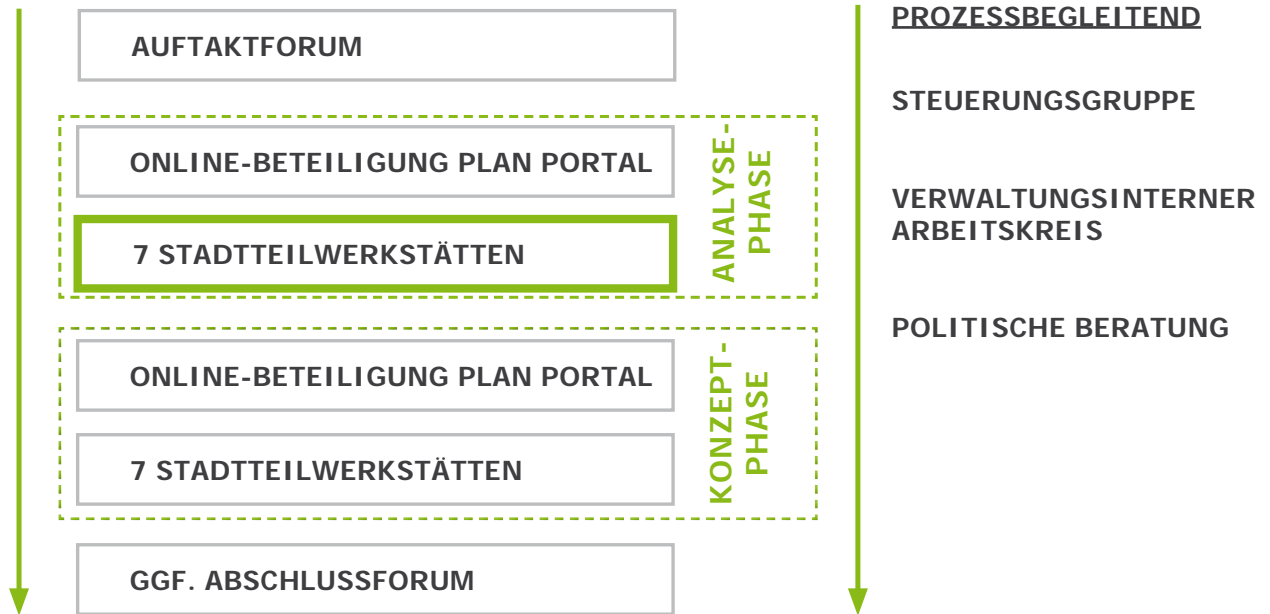 AUFTAKTFORUM
ONLINE-BETEILIGUNG PLAN PORTAL
7 STADTTEILWERKSTÄTTEN
ANALYSE-
PHASE
ONLINE-BETEILIGUNG PLAN PORTAL
7 STADTTEILWERKSTÄTTEN
KONZEPT-
PHASE
GGF. ABSCHLUSSFORUM
PROZESSBEGLEITEND
STEUERUNGSGRUPPE
VERWALTUNGSINTERNER
ARBEITSKREIS
POLITISCHE BERATUNG